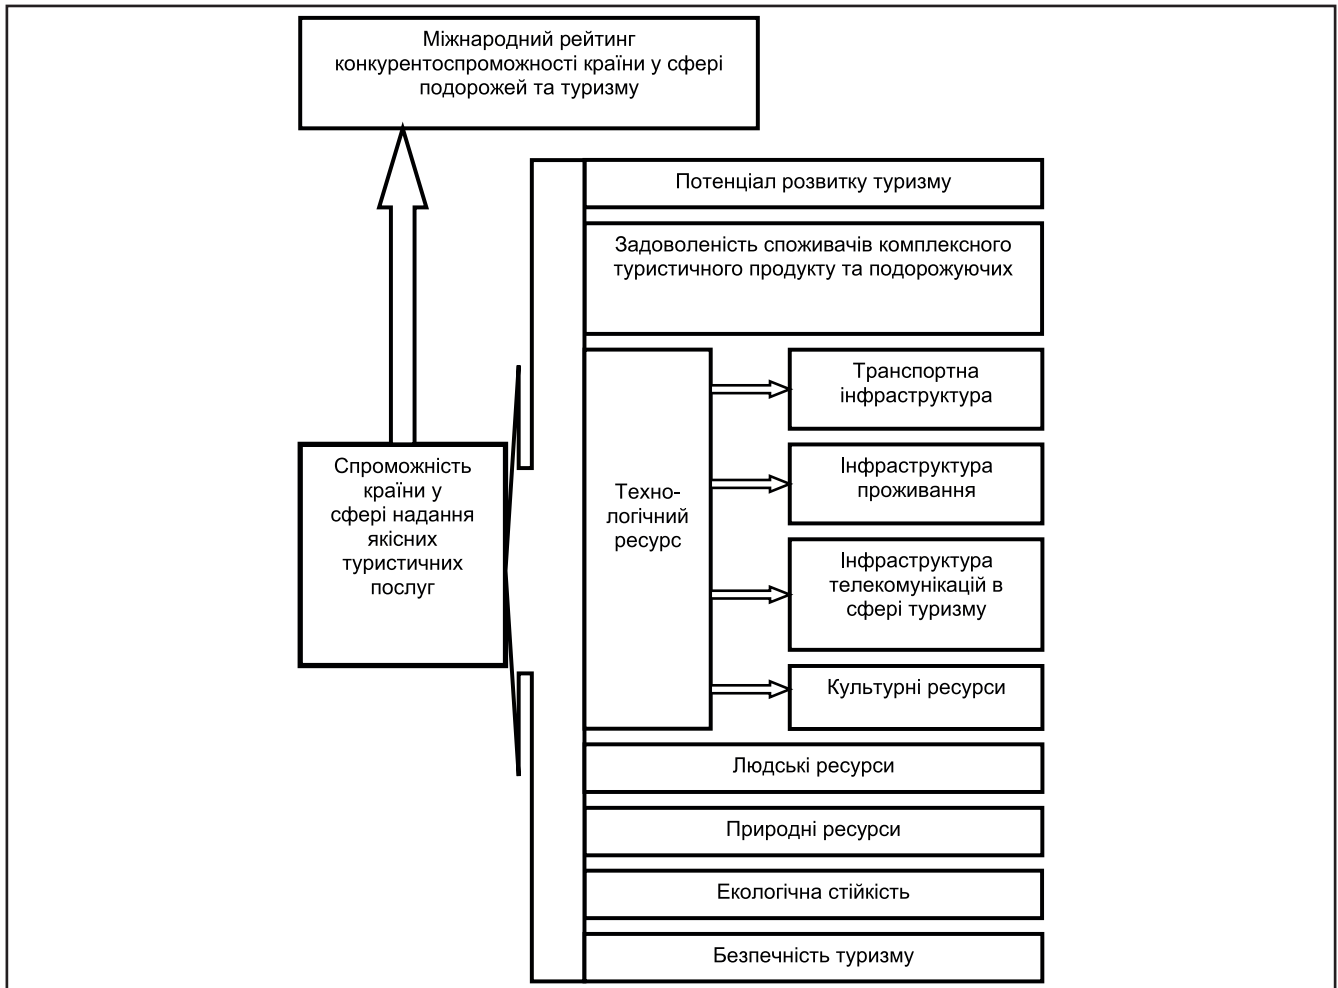 Міжнародний рейтинг
конкурентоспроможності країни у сфері
подорожей та туризму
Потенціал розвитку туризму
Задоволеність споживачів комплексного
туристичного продукту та подорожуючих
Транспортна
інфраструктура
Спроможність
країни у
сфері надання
якісних
туристичних
послуг
Техно-
логічний
ресурс
Інфраструктура
проживання
Інфраструктура
телекомунікацій в
сфері туризму
Культурні ресурси
Людські ресурси
Природні ресурси
Екологічна стійкість
Безпечність туризму